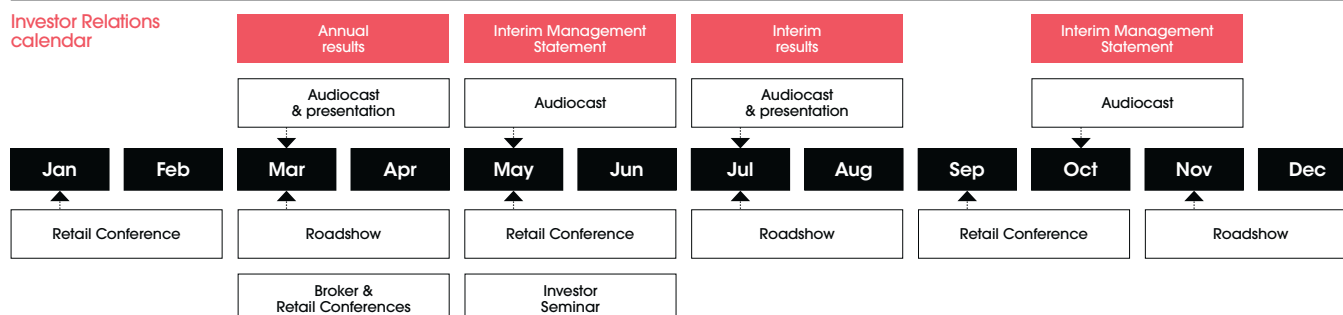 Investor Relations
calendar
Annual
results
Interim Management
Statement
Interim
results
Interim Management
Statement
Audiocast
& presentation
Audiocast
Audiocast
& presentation
Audiocast
Jan
Feb
Mar
Apr
May
Jun
Jul
Aug
Sep
Oct
Nov
Dec
Retail Conference
Roadshow
Retail Conference
Roadshow
Retail Conference
Roadshow
Broker &
Retail Conferences
Investor
Seminar